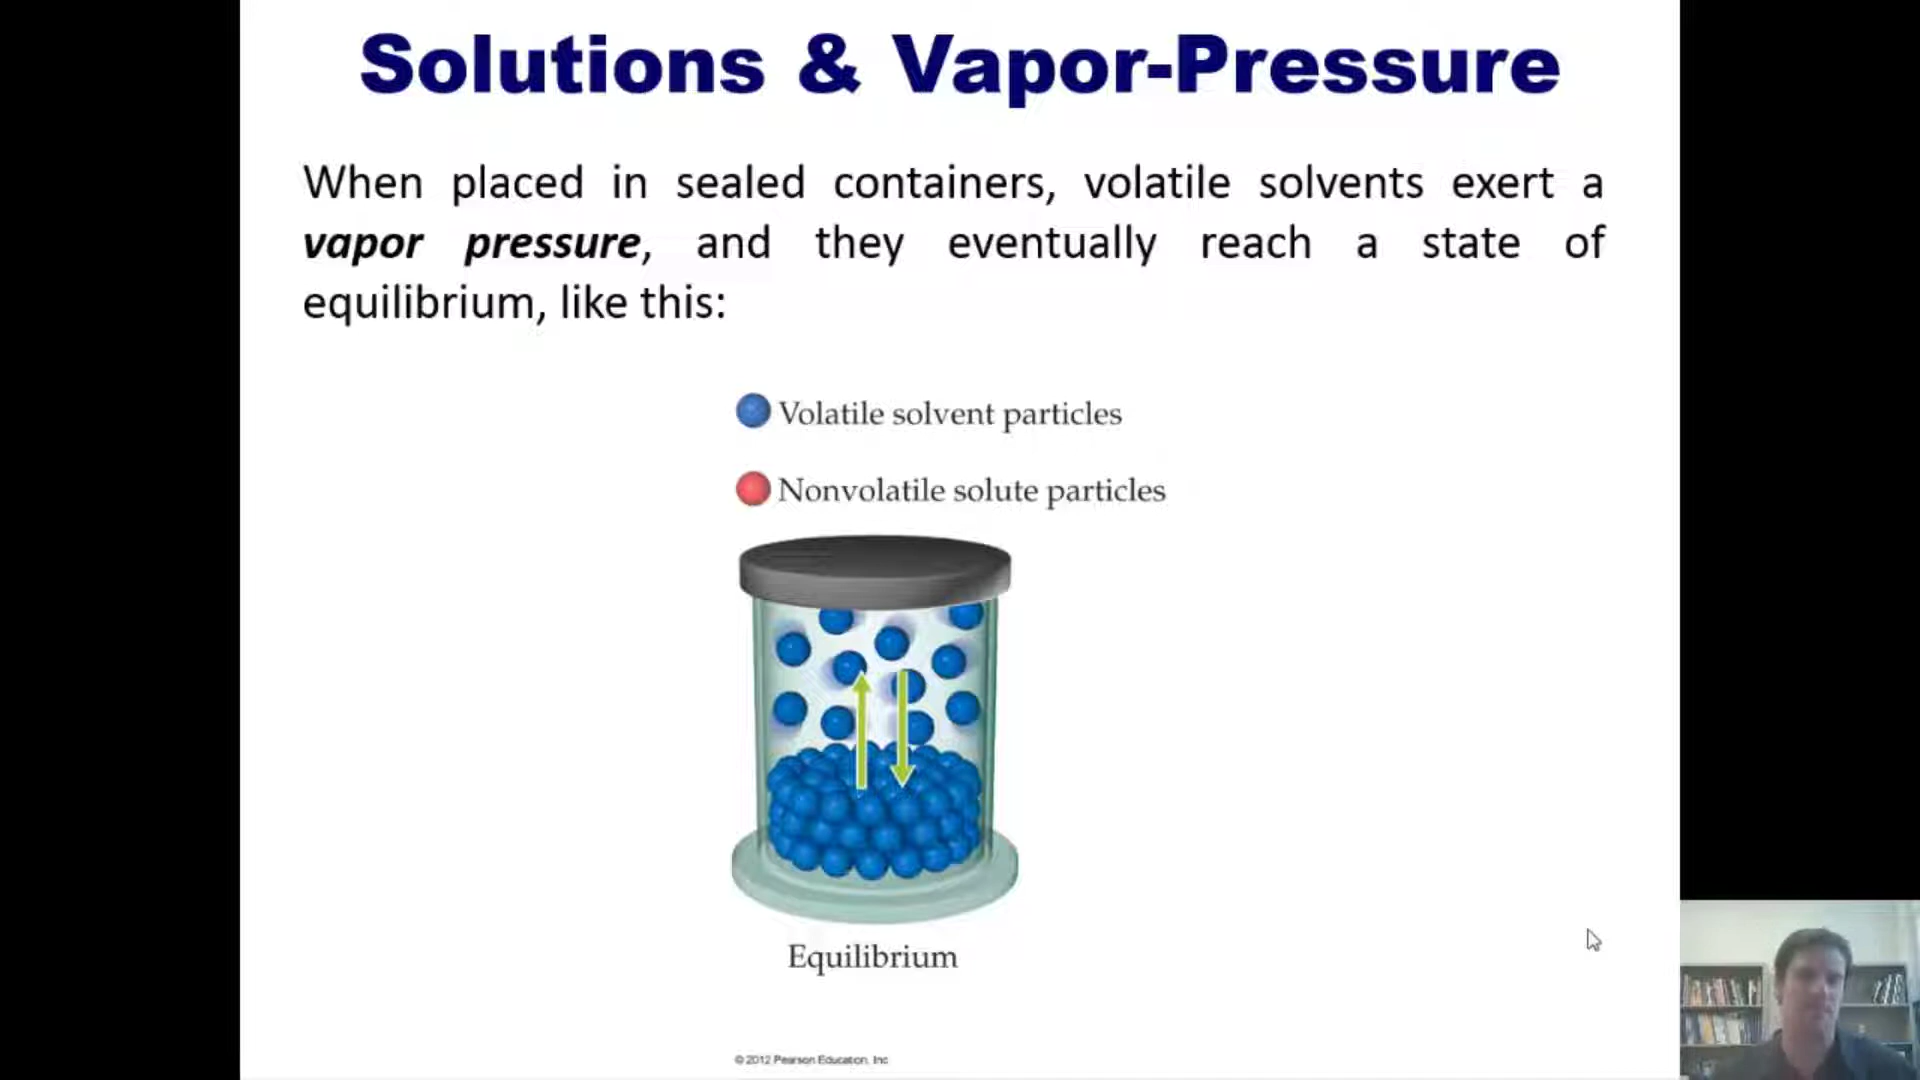 Solutions & Vapor-Pressure
When placed in sealed containers, volatile solvents exert a
vapor pressure, and they eventually reach a state of
equilibrium, like this:
Volatile solvent particles
Nonvolatile solute particles
Equilibrium
© 2012 Pearson Education, Inc